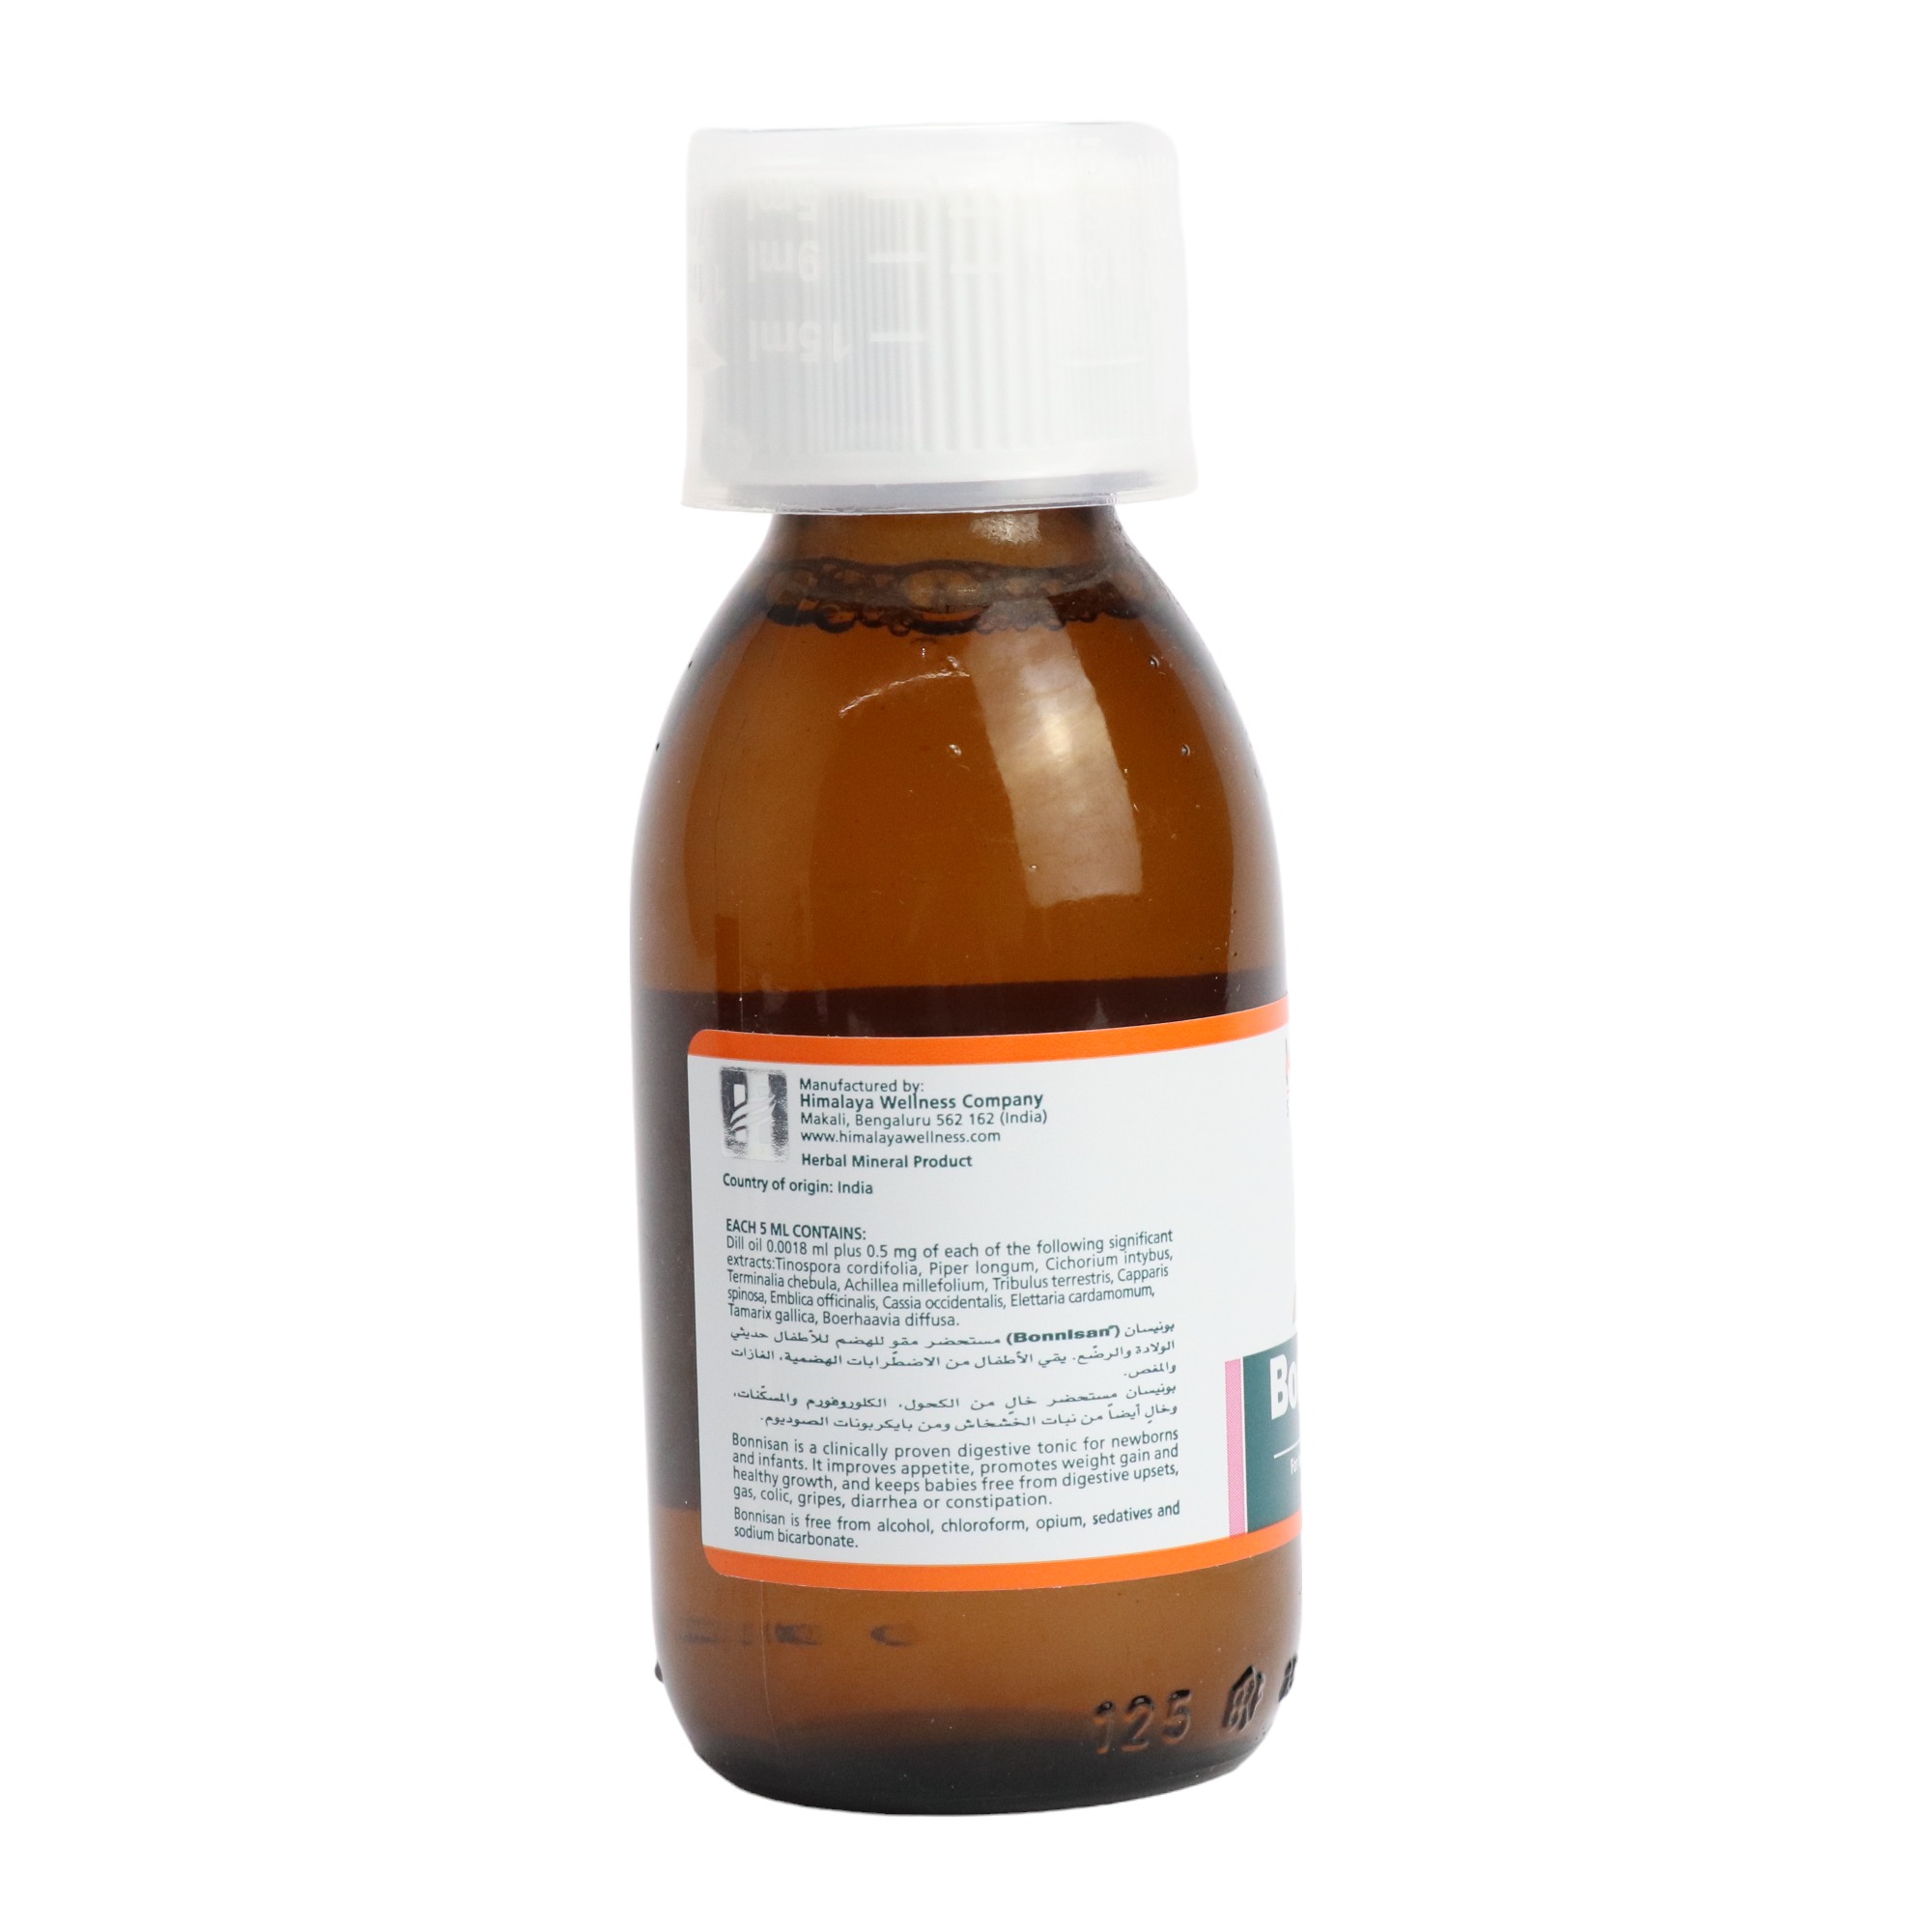 5ml
9ml
15ml
Manufactured by:
Himalaya Wellness Company
Makali, Bengaluru 562 162 (India)
www.himalayawellness.com
Herbal Mineral Product
Country of origin: India
EACH 5 ML CONTAINS:
Dill oil 0.0018 ml plus 0.5 mg of each of the following significant
extracts:Tinospora cordifolia, Piper longum, Cichorium intybus,
Terminalia chebula, Achillea millefolium, Tribulus terrestris, Capparis
spinosa, Emblica officinalis, Cassia occidentalis, Elettaria cardamomum,
Tamarix gallica, Boerhaavia diffusa.
بونيسان (Bonnisan®) مستحضر مقو للهضم للأطفال حديثي
الولادة والرضّع. يقي الأطفال من الاضطرابات الهضمية، الغازات
والمغص.
بونيسان مستحضر خالٍ من الكحول، الكلوروفورم والمسكّنات،
وخالٍ أيضاً من نبات الخشخاش ومن بايكربونات الصوديوم.
Bonnisan is a clinically proven digestive tonic for newborns
and infants. It improves appetite, promotes weight gain and
healthy growth, and keeps babies free from digestive upsets,
gas, colic, gripes, diarrhea or constipation.
Bonnisan is free from alcohol, chloroform, opium, sedatives and
sodium bicarbonate.
Bo
125